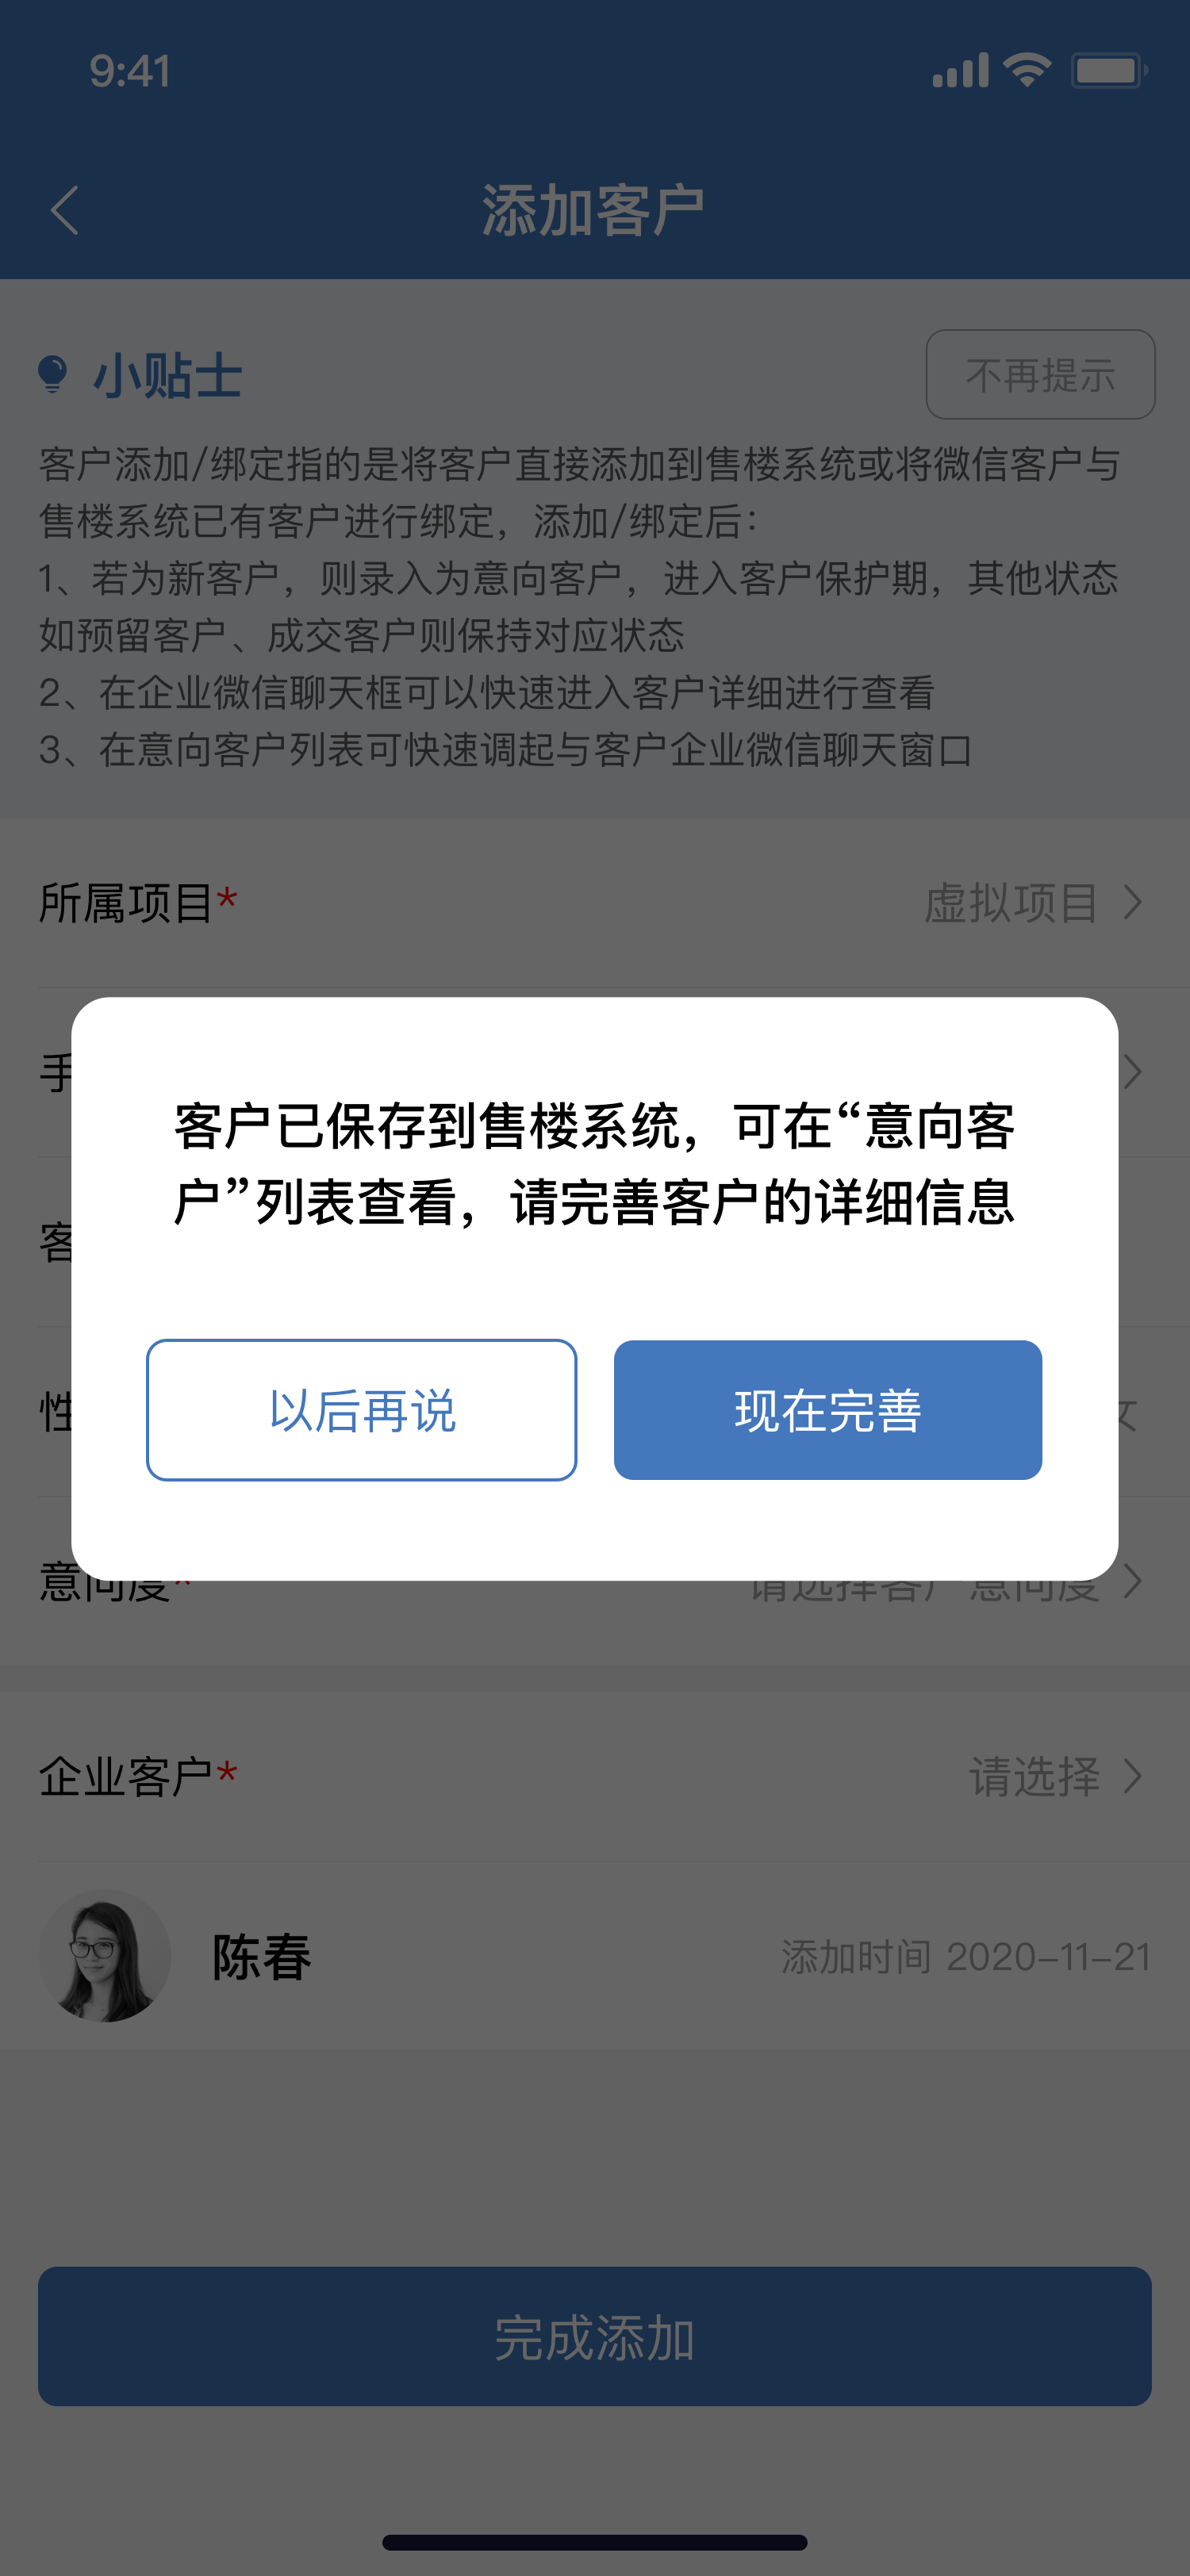 9:41
添加客户
小贴士
不再提示
客户添加/绑定指的是将客户直接添加到售楼系统或将微信客户与
售楼系统已有客户进行绑定，添加/绑定后：
1、若为新客户，则录入为意向客户，进入客户保护期，其他状态
如预留客户、成交客户则保持对应状态
2、在企业微信聊天框可以快速进入客户详细进行查看
3、在意向客户列表可快速调起与客户企业微信聊天窗口
所属项目* 虚拟项目
手
客户已保存到售楼系统，可在“意向客
户”列表查看，请完善客户的详细信息
客
性 女
以后再说 现在完善
意向度* 请选择客户意向度
企业客户* 请选择
陈春 添加时间 2020-11-21
完成添加